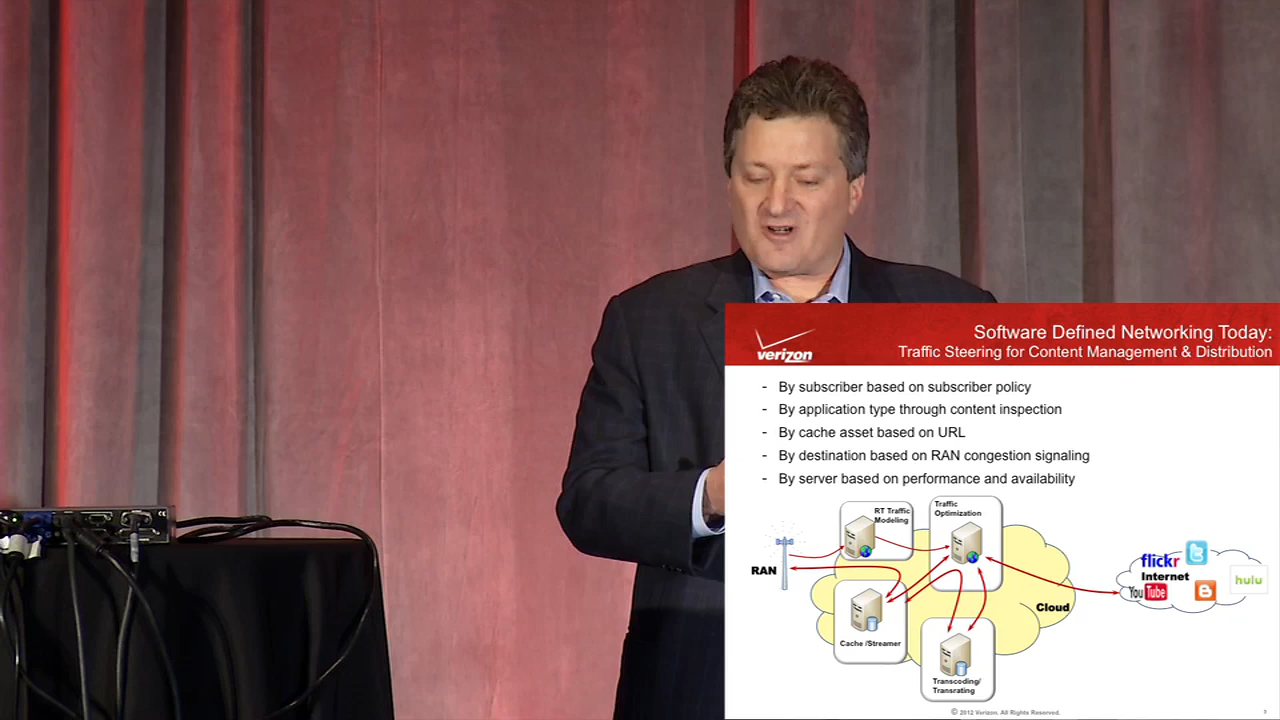 Software Defined Networking Today:
Traffic Steering for Content Management & Distribution
verizon
- By subscriber based on subscriber policy
- By application type through content inspection
- By cache asset based on URL
- By destination based on RAN congestion signaling
- By server based on performance and availability
RT Traffic
Modeling
Traffic
Optimization
RAN
flickr
Internet
YouTube
hulu
Cloud
Cache /Streamer
Transcoding/
Transrating
© 2012 Verizon. All Rights Reserved.
3